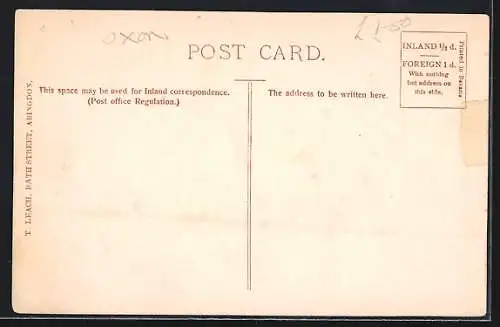 OXON
£1-50
POST CARD.
INLAND ½ d.
FOREIGN 1 d.
With nothing
but address on
this side.
Printed in Bavaria
This space may be used for Inland correspondence.
(Post office Regulation.)
The address to be written here.
T. LEACH, BATH STREET, ABINGDON.